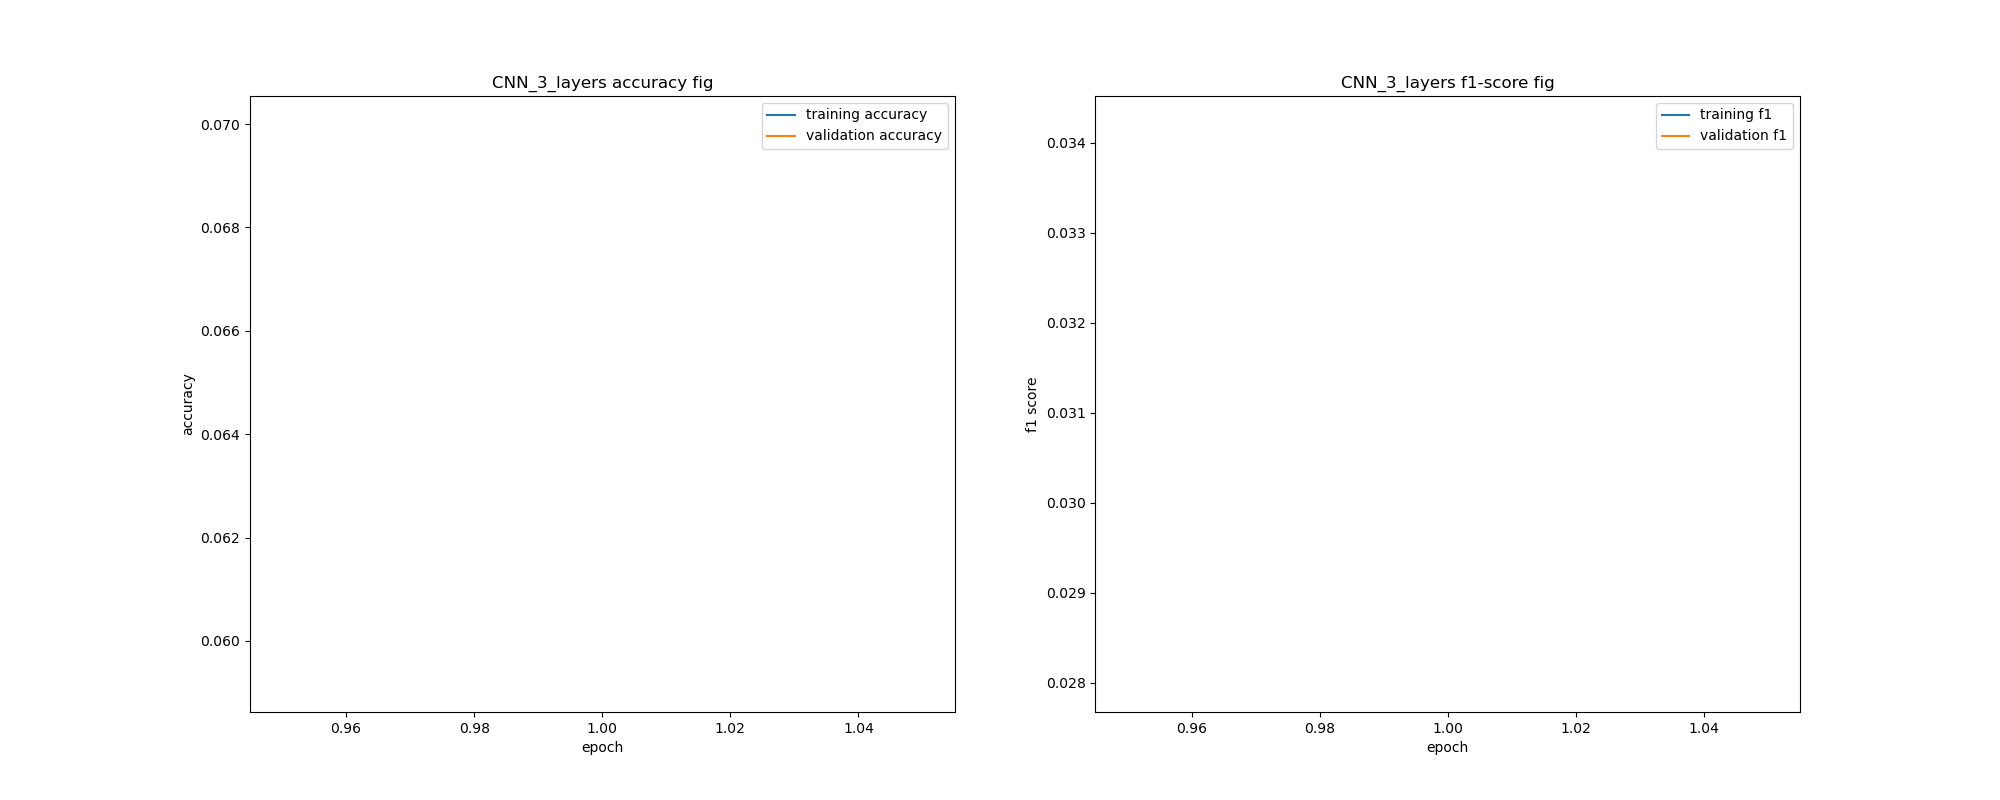 CNN_3_layers accuracy fig
training accuracy
validation accuracy
0.070
0.068
0.066
0.064
0.062
0.060
accuracy
0.96 0.98 1.00 1.02 1.04
epoch
CNN_3_layers f1-score fig
training f1
validation f1
0.034
0.033
0.032
0.031
0.030
0.029
0.028
f1 score
0.96 0.98 1.00 1.02 1.04
epoch